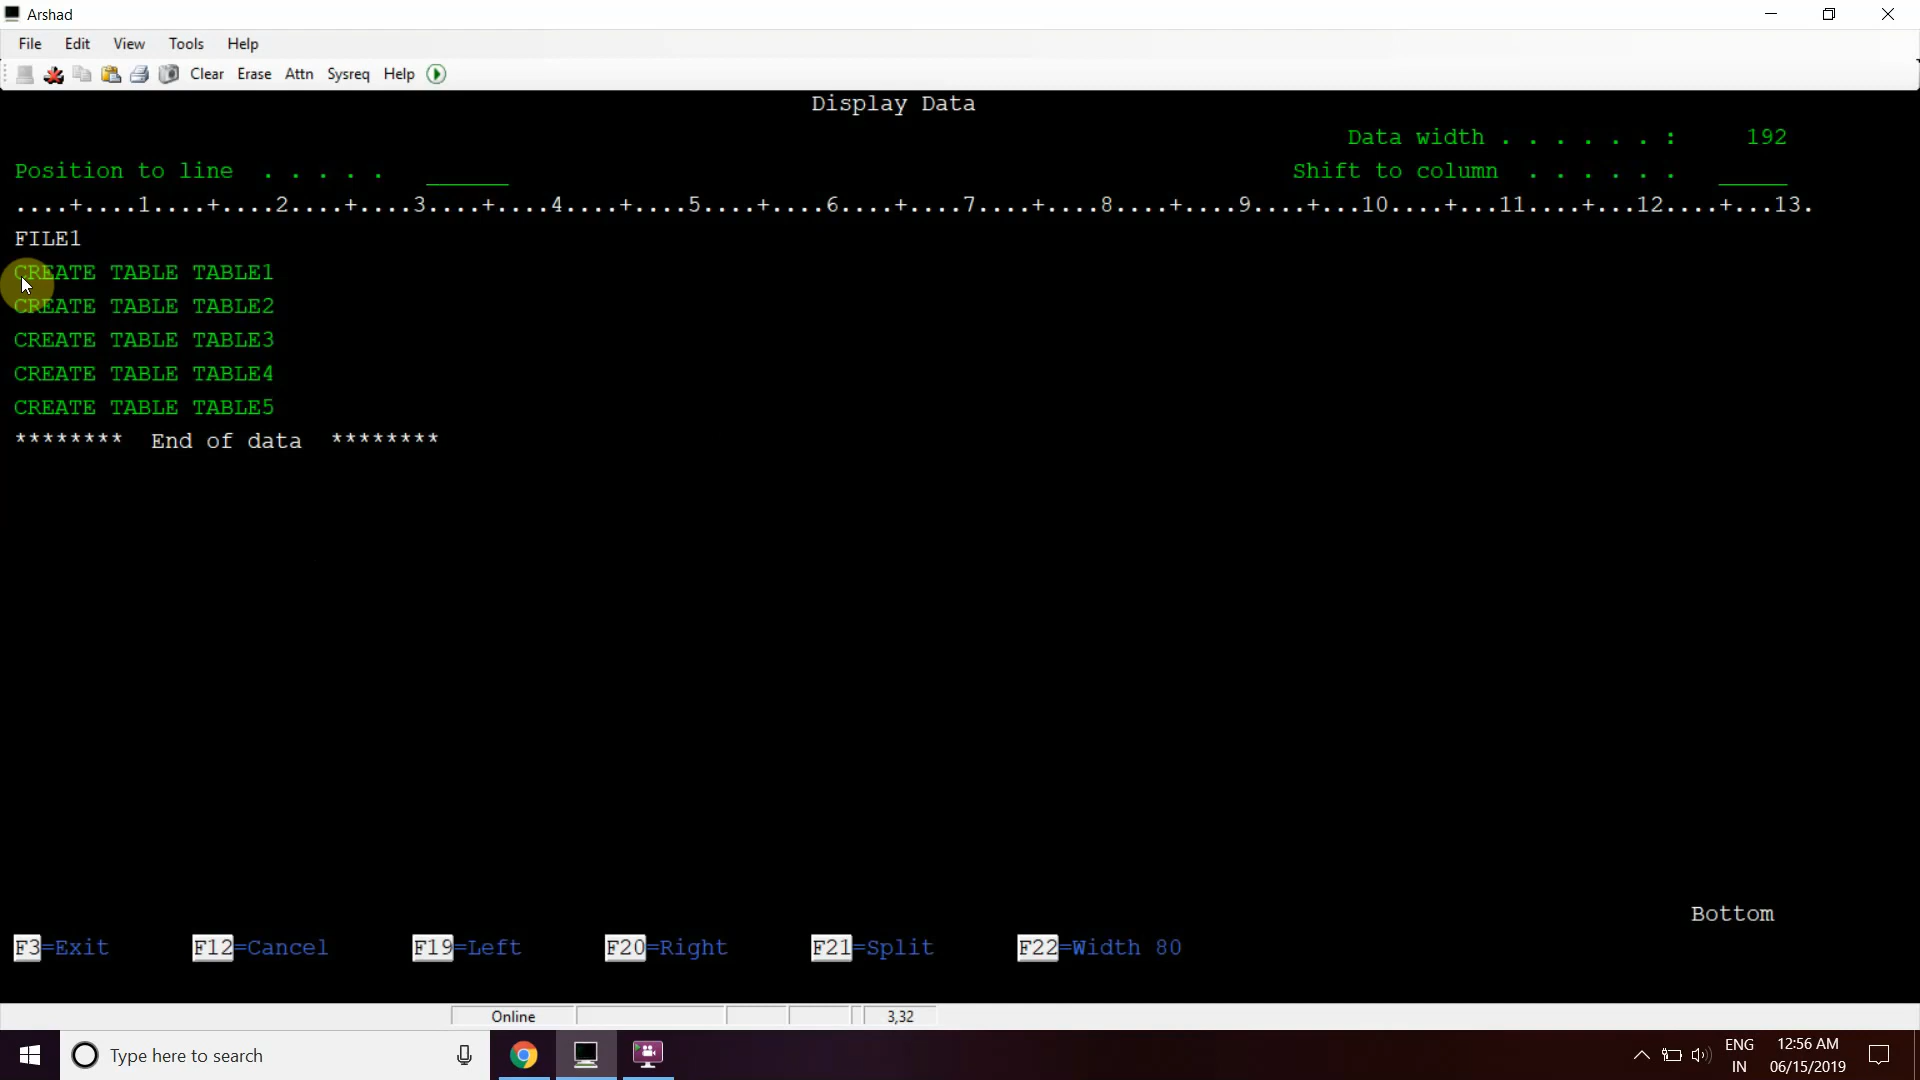 Arshad
File Edit View Tools Help
Clear Erase Attn Sysreq Help
Display Data
Data width . . . . . . : 192
Position to line . . . . . ______ Shift to column . . . . . . _____
....+....1....+....2....+....3....+....4....+....5....+....6....+....7....+....8....+....9....+...10....+...11....+...12....+...13.
FILE1
CREATE TABLE TABLE1
CREATE TABLE TABLE2
CREATE TABLE TABLE3
CREATE TABLE TABLE4
CREATE TABLE TABLE5
******** End of data ********
Bottom
F3=Exit F12=Cancel F19=Left F20=Right F21=Split F22=Width 80
Online 3,32
Type here to search ENG 12:56 AM
IN 06/15/2019